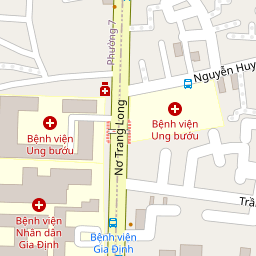 Phường 7
Nguyễn Huy
Bệnh viện
Ung bướu
Bệnh viện
Ung bướu
Nơ Trang Long
Bệnh viện
Nhân dân
Gia Định
Trần
Bệnh viện
Gia Định